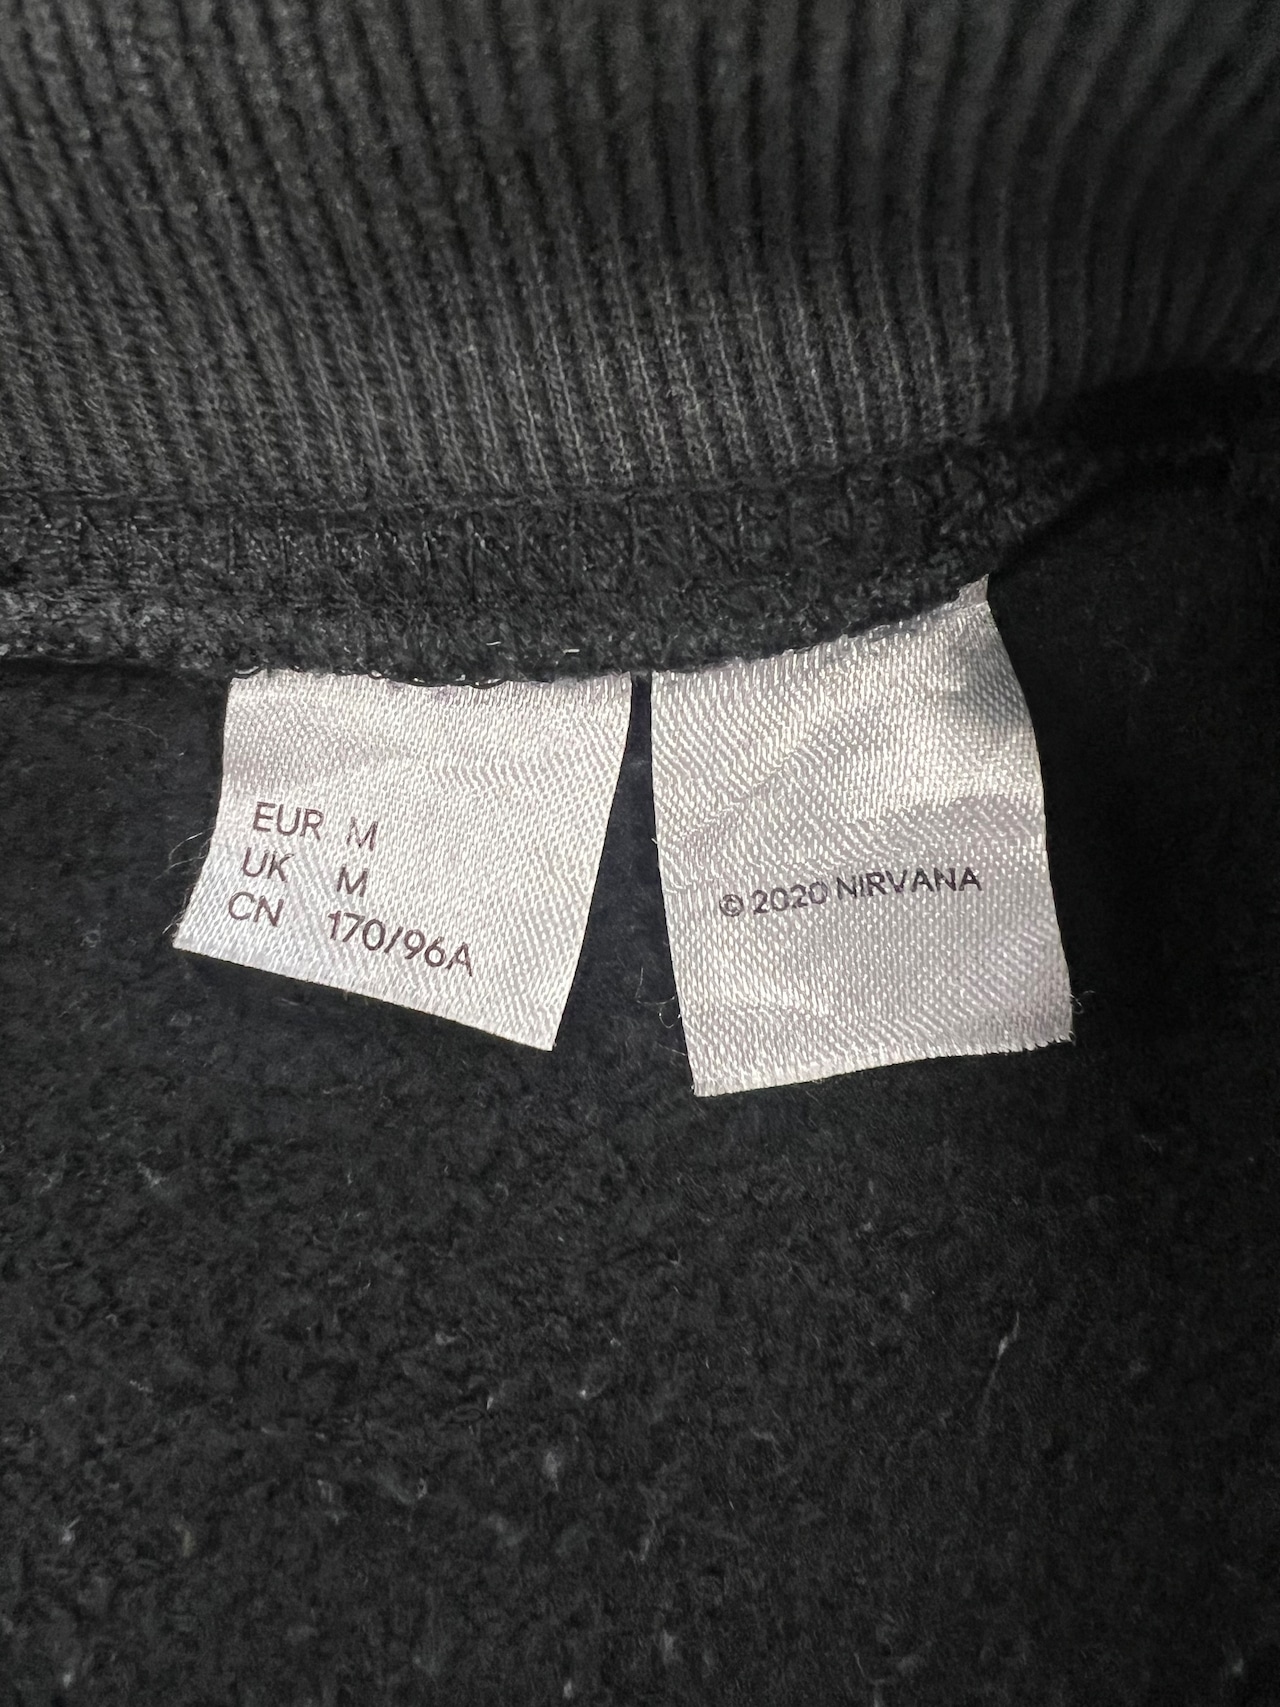 EUR M
UK M
CN 170/96A
© 2020 NIRVANA